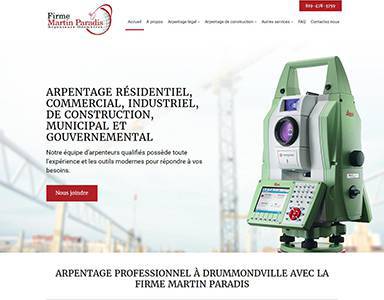 819-478-3759
Firme
Martin Paradis
Arpenteurs Géomètres
Accueil A propos Arpentage légal Arpentage de construction Autres services FAQ Contactez nous
ARPENTAGE RÉSIDENTIEL,
COMMERCIAL, INDUSTRIEL,
DE CONSTRUCTION,
MUNICIPAL ET
GOUVERNEMENTAL
Notre équipe d'arpenteurs qualifiés possède toute
l'expérience et les outils modernes pour répondre à vos
besoins.
Nous joindre
Leica
ARPENTAGE PROFESSIONNEL À DRUMMONDVILLE AVEC LA
FIRME MARTIN PARADIS